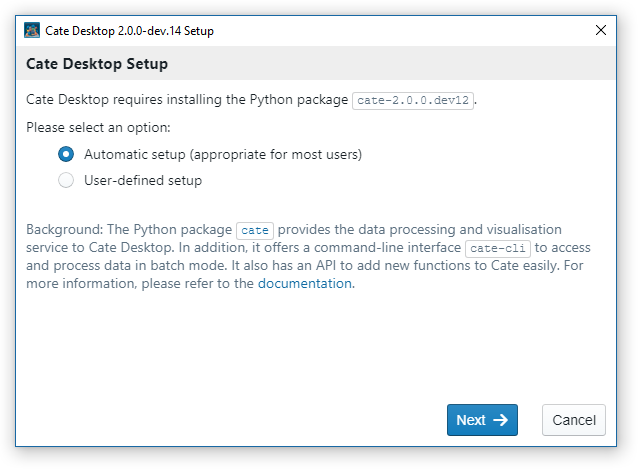 Cate Desktop 2.0.0-dev.14 Setup
Cate Desktop Setup
Cate Desktop requires installing the Python package cate-2.0.0.dev12.
Please select an option:
Automatic setup (appropriate for most users)
User-defined setup
Background: The Python package cate provides the data processing and visualisation
service to Cate Desktop. In addition, it offers a command-line interface cate-cli to access
and process data in batch mode. It also has an API to add new functions to Cate easily. For
more information, please refer to the documentation.
Next
Cancel